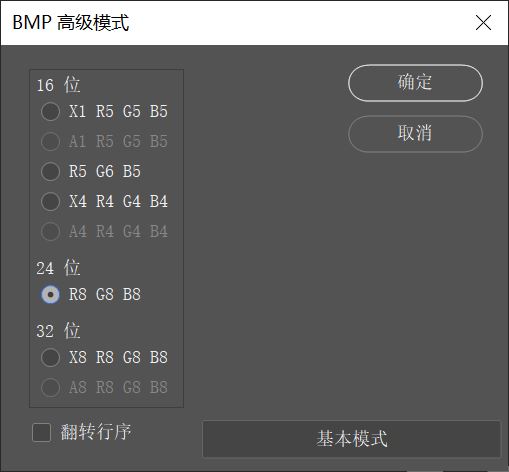 BMP 高级模式
16 位
X1 R5 G5 B5
A1 R5 G5 B5
R5 G6 B5
X4 R4 G4 B4
A4 R4 G4 B4
24 位
R8 G8 B8
32 位
X8 R8 G8 B8
A8 R8 G8 B8
翻转行序
确定
取消
基本模式